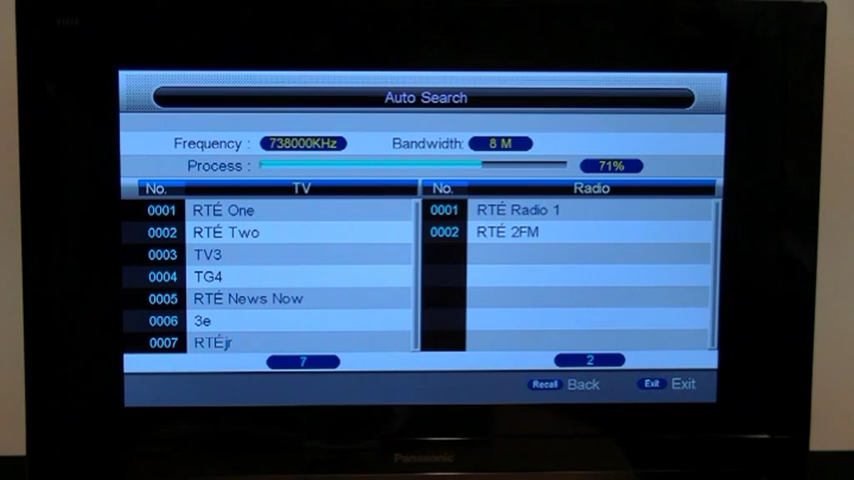 Auto Search
Frequency : 738000KHz Bandwidth: 8 M
Process : 71%
No. TV No. Radio
0001 RTÉ One 0001 RTÉ Radio 1
0002 RTÉ Two 0002 RTÉ 2FM
0003 TV3
0004 TG4
0005 RTÉ News Now
0006 3e
0007 RTÉjr
7 2
Recall Back Exit Exit
Panasonic